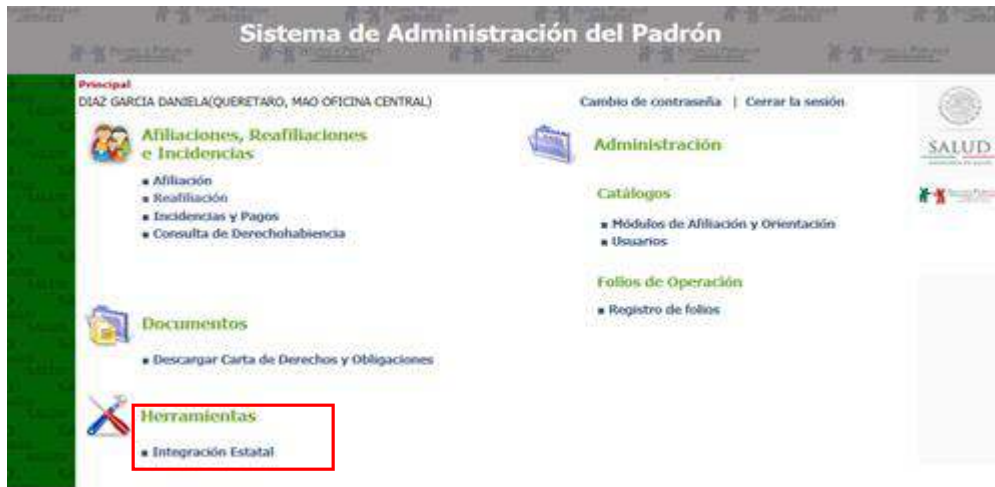 Sistema de Administración del Padrón
Principal
DIAZ GARCIA DANIELA(QUERETARO, MAO OFICINA CENTRAL)
Cambio de contraseña | Cerrar la sesión
Afiliaciones, Reafiliaciones
e Incidencias
▪ Afiliación
▪ Reafiliación
▪ Incidencias y Pagos
▪ Consulta de Derechohabiencia
Administración
Catálogos
▪ Módulos de Afiliación y Orientación
▪ Usuarios
Folios de Operación
▪ Registro de folios
SALUD
Documentos
▪ Descargar Carta de Derechos y Obligaciones
Herramientas
▪ Integración Estatal